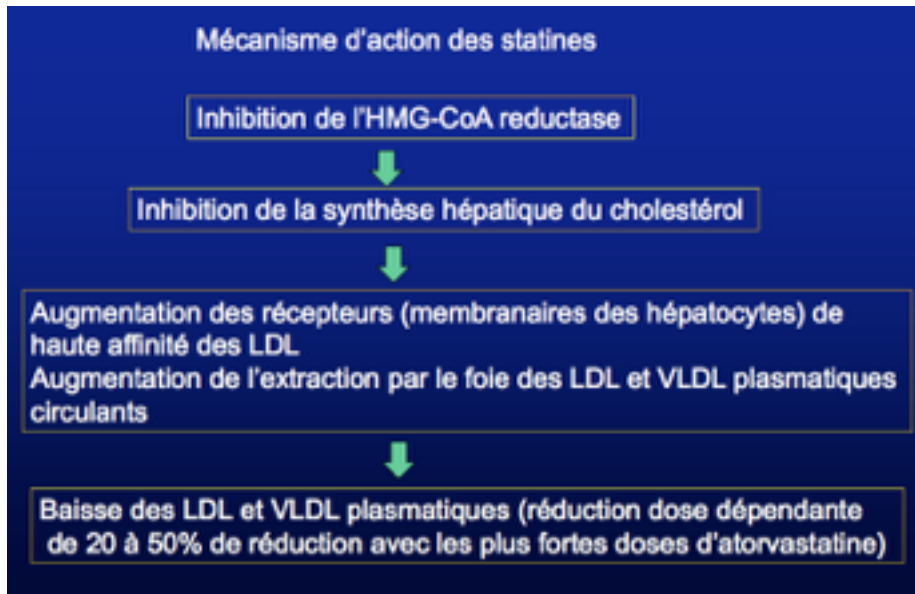 Mécanisme d'action des statines
Inhibition de l'HMG-CoA reductase
Inhibition de la synthèse hépatique du cholestérol
Augmentation des récepteurs (membranaires des hépatocytes) de
haute affinité des LDL
Augmentation de l'extraction par le foie des LDL et VLDL plasmatiques
circulants
Baisse des LDL et VLDL plasmatiques (réduction dose dépendante
de 20 à 50% de réduction avec les plus fortes doses d'atorvastatine)